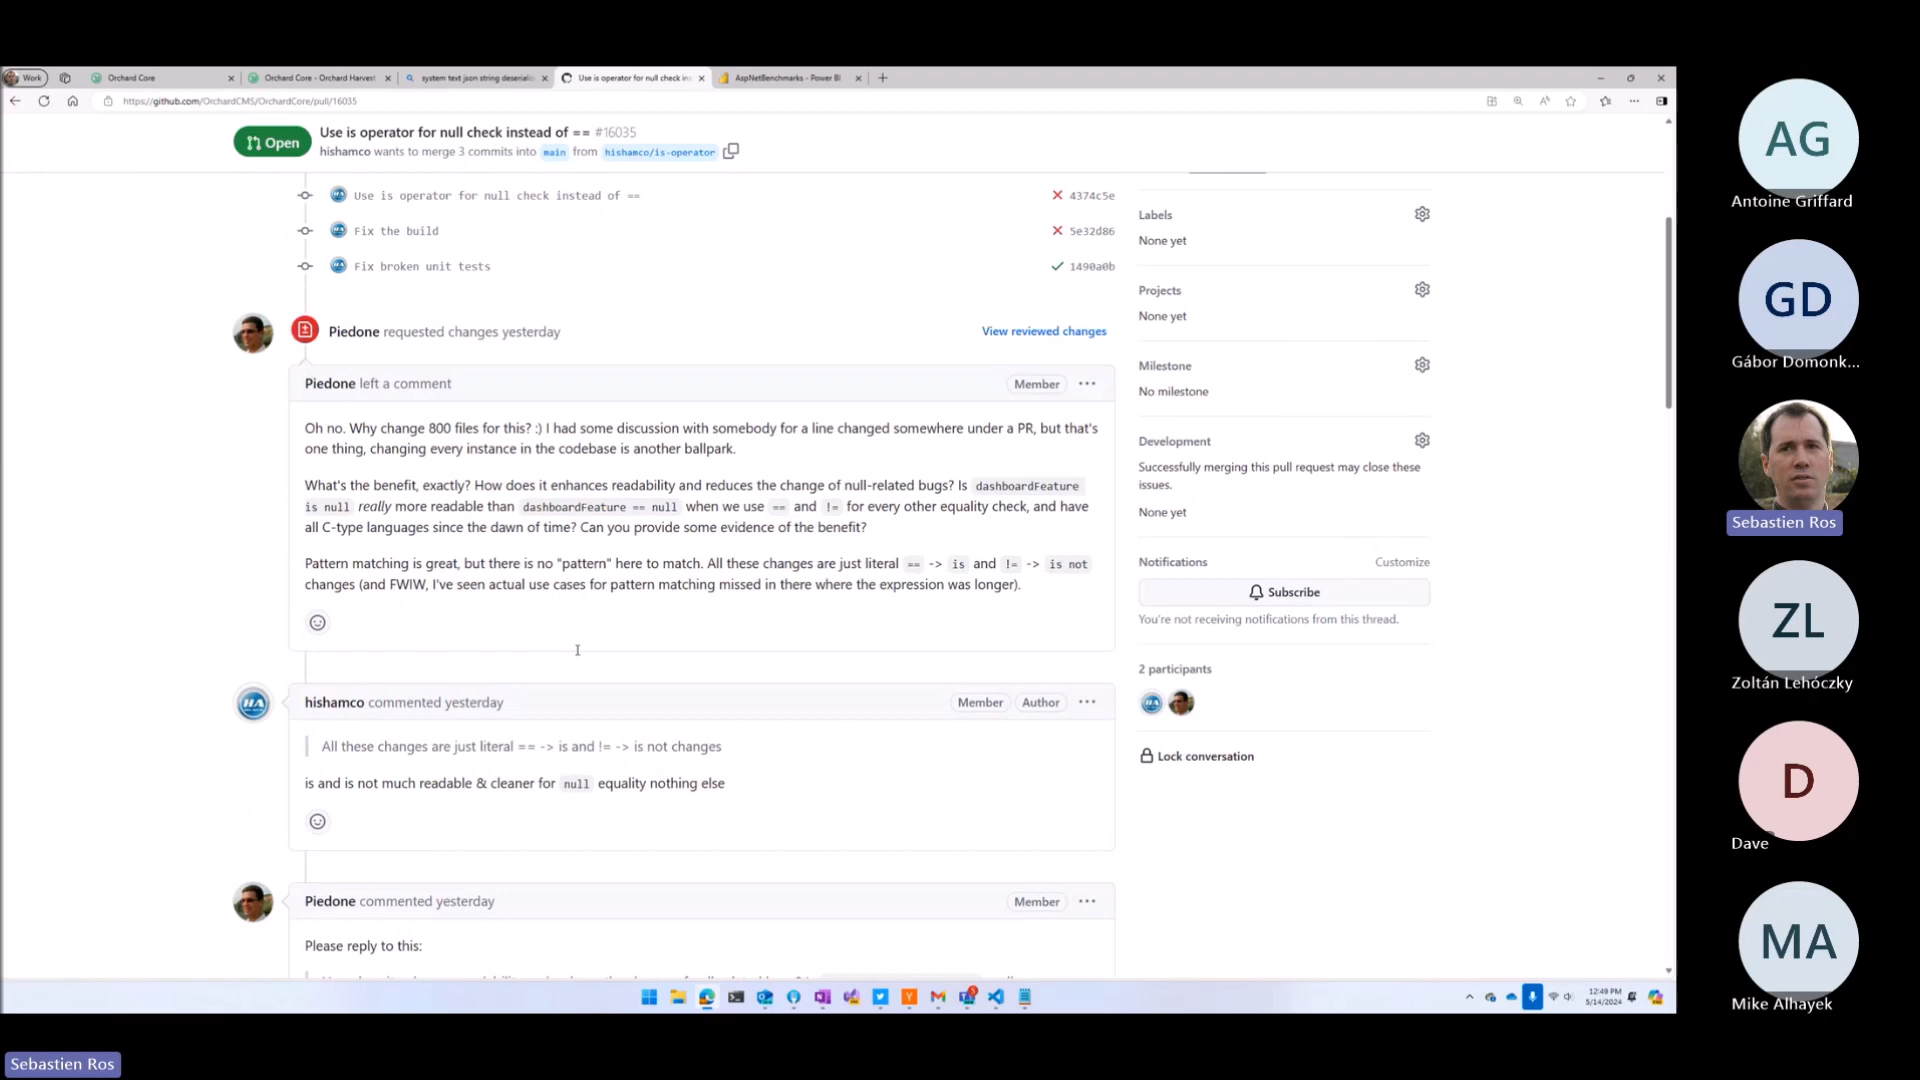 Work
Orchard Core
Orchard Core - Orchard Harvest
system text json string deserializ
Use is operator for null check in
AspNetBenchmarks - Power BI
https://github.com/OrchardCMS/OrchardCore/pull/16035
Open
Use is operator for null check instead of == #16035
hishamco wants to merge 3 commits into main from hishamco/is-operator
Use is operator for null check instead of ==
4374c5e
Fix the build
5e32d86
Fix broken unit tests
1490a0b
Piedone requested changes yesterday
View reviewed changes
Piedone left a comment
Member
Oh no. Why change 800 files for this? :) I had some discussion with somebody for a line changed somewhere under a PR, but that's
one thing, changing every instance in the codebase is another ballpark.
What's the benefit, exactly? How does it enhances readability and reduces the change of null-related bugs? Is dashboardFeature
is null really more readable than dashboardFeature == null when we use == and != for every other equality check, and have
all C-type languages since the dawn of time? Can you provide some evidence of the benefit?
Pattern matching is great, but there is no "pattern" here to match. All these changes are just literal == -> is and != -> is not
changes (and FWIW, I've seen actual use cases for pattern matching missed in there where the expression was longer).
hishamco commented yesterday
Member
Author
All these changes are just literal == -> is and != -> is not changes
is and is not much readable & cleaner for null equality nothing else
Piedone commented yesterday
Member
Please reply to this:
Labels
None yet
Projects
None yet
Milestone
No milestone
Development
Successfully merging this pull request may close these
issues.
None yet
Notifications
Customize
Subscribe
You're not receiving notifications from this thread.
2 participants
Lock conversation
12:49 PM
5/14/2024
AG
Antoine Griffard
GD
Gábor Domonk...
Sebastien Ros
ZL
Zoltán Lehóczky
D
Dave
MA
Mike Alhayek
Sebastien Ros